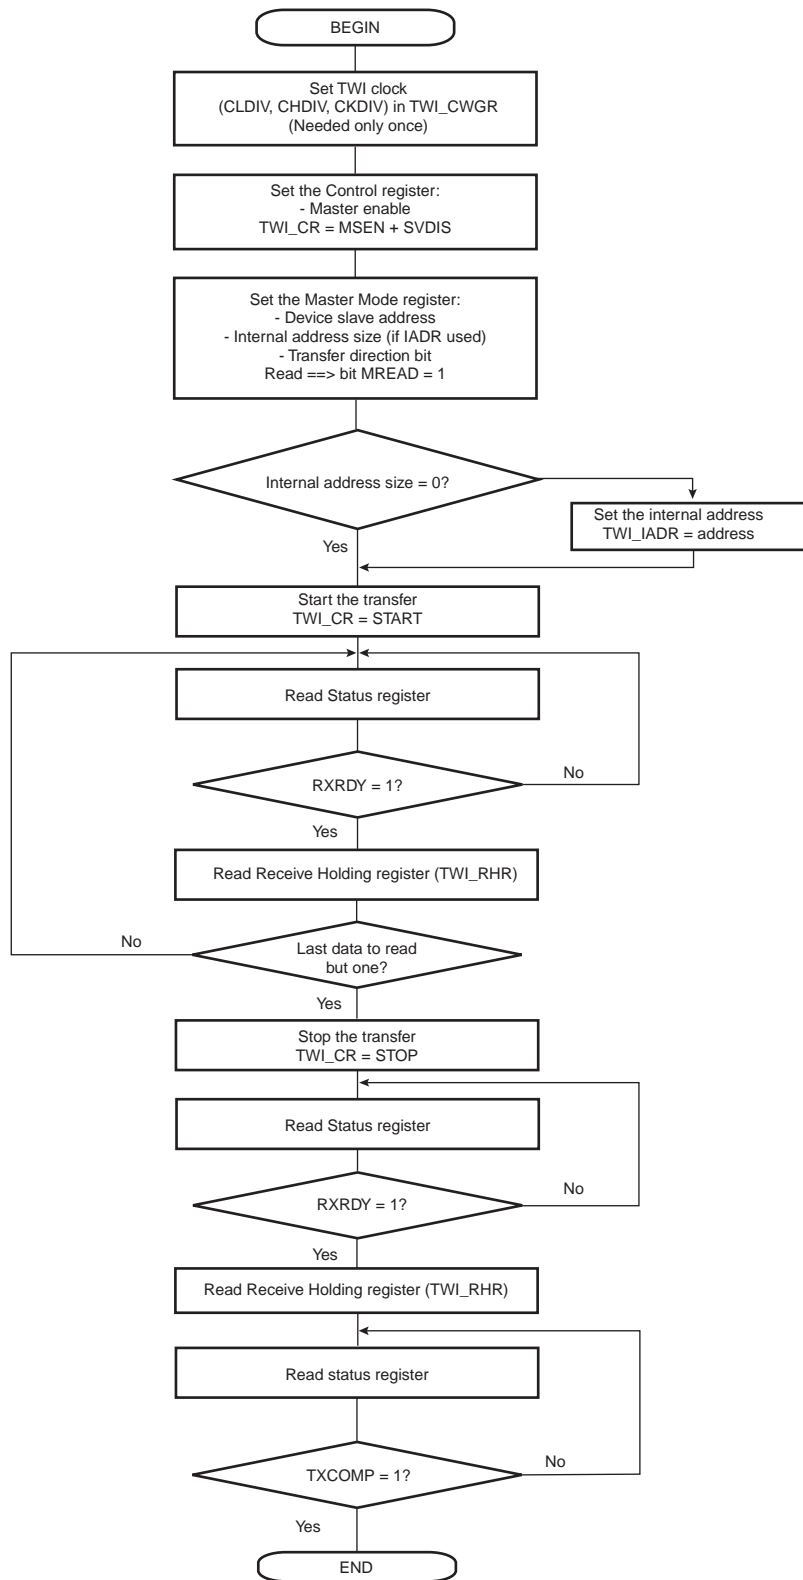 BEGIN
Set TWI clock
(CLDIV, CHDIV, CKDIV) in TWI_CWGR
(Needed only once)
Set the Control register:
- Master enable
TWI_CR = MSEN + SVDIS
Set the Master Mode register:
- Device slave address
- Internal address size (if IADR used)
- Transfer direction bit
Read ==> bit MREAD = 1
Internal address size = 0?
Set the internal address
TWI_IADR = address
Yes
Start the transfer
TWI_CR = START
Read Status register
RXRDY = 1?
No
Yes
Read Receive Holding register (TWI_RHR)
No
Last data to read
but one?
Yes
Stop the transfer
TWI_CR = STOP
Read Status register
RXRDY = 1?
No
Yes
Read Receive Holding register (TWI_RHR)
Read status register
TXCOMP = 1?
No
Yes
END